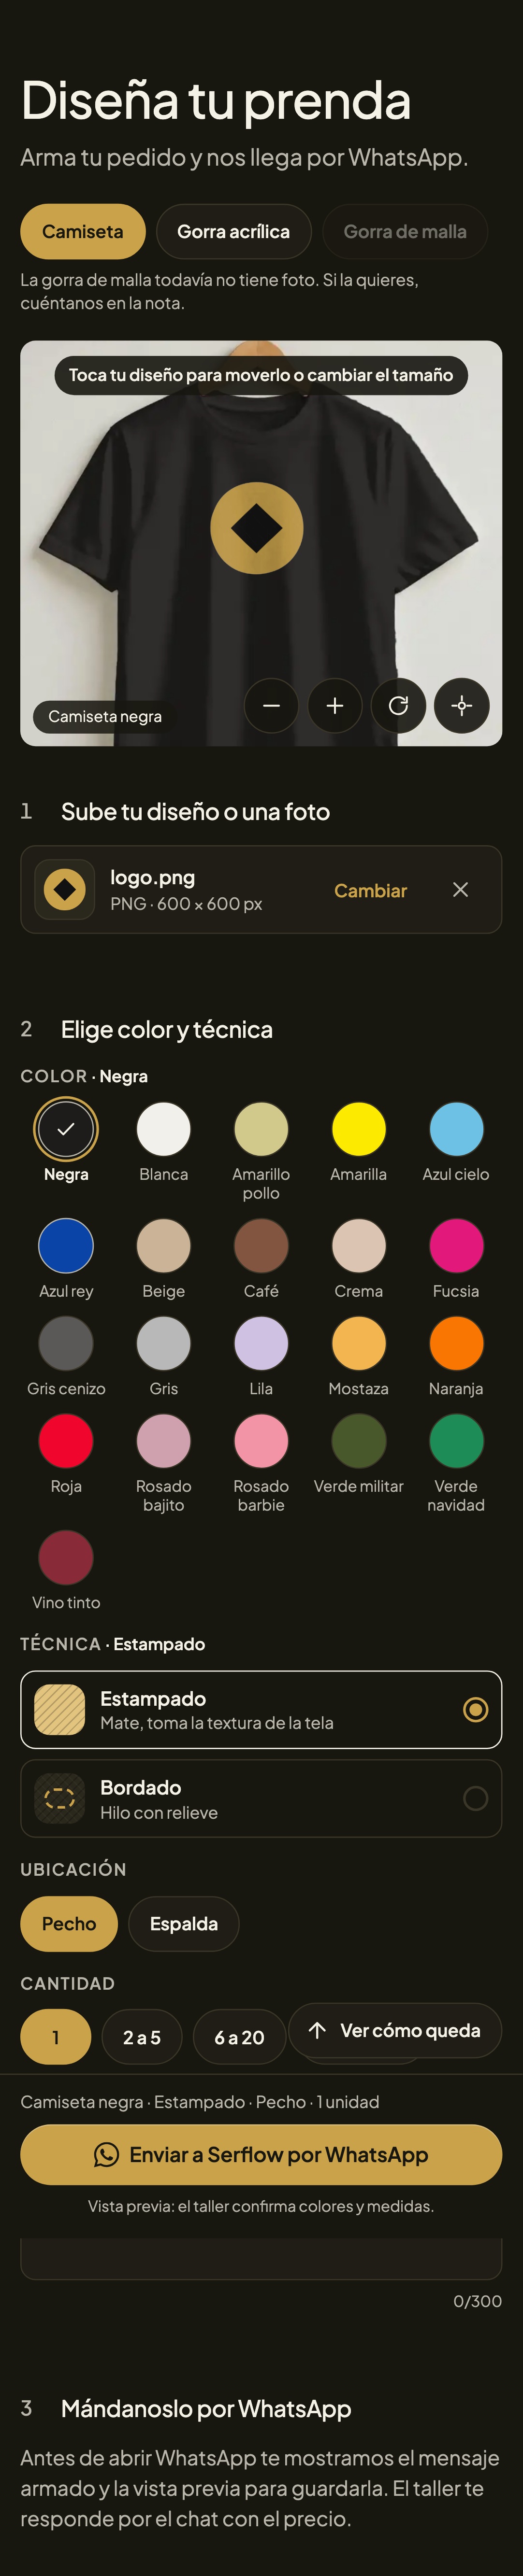 Diseña tu prenda
Arma tu pedido y nos llega por WhatsApp.
Camiseta
Gorra acrílica
Gorra de malla
La gorra de malla todavía no tiene foto. Si la quieres,
cuéntanos en la nota.
Toca tu diseño para moverlo o cambiar el tamaño
Camiseta negra
1 Sube tu diseño o una foto
logo.png
PNG · 600 × 600 px
Cambiar
2 Elige color y técnica
COLOR · Negra
Negra
Blanca
Amarillo
pollo
Amarilla
Azul cielo
Azul rey
Beige
Café
Crema
Fucsia
Gris cenizo
Gris
Lila
Mostaza
Naranja
Roja
Rosado
bajito
Rosado
barbie
Verde militar
Verde
navidad
Vino tinto
TÉCNICA · Estampado
Estampado
Mate, toma la textura de la tela
Bordado
Hilo con relieve
UBICACIÓN
Pecho
Espalda
CANTIDAD
1
2 a 5
6 a 20
Ver cómo queda
Camiseta negra · Estampado · Pecho · 1 unidad
Enviar a Serflow por WhatsApp
Vista previa: el taller confirma colores y medidas.
0/300
3 Mándanoslo por WhatsApp
Antes de abrir WhatsApp te mostramos el mensaje
armado y la vista previa para guardarla. El taller te
responde por el chat con el precio.